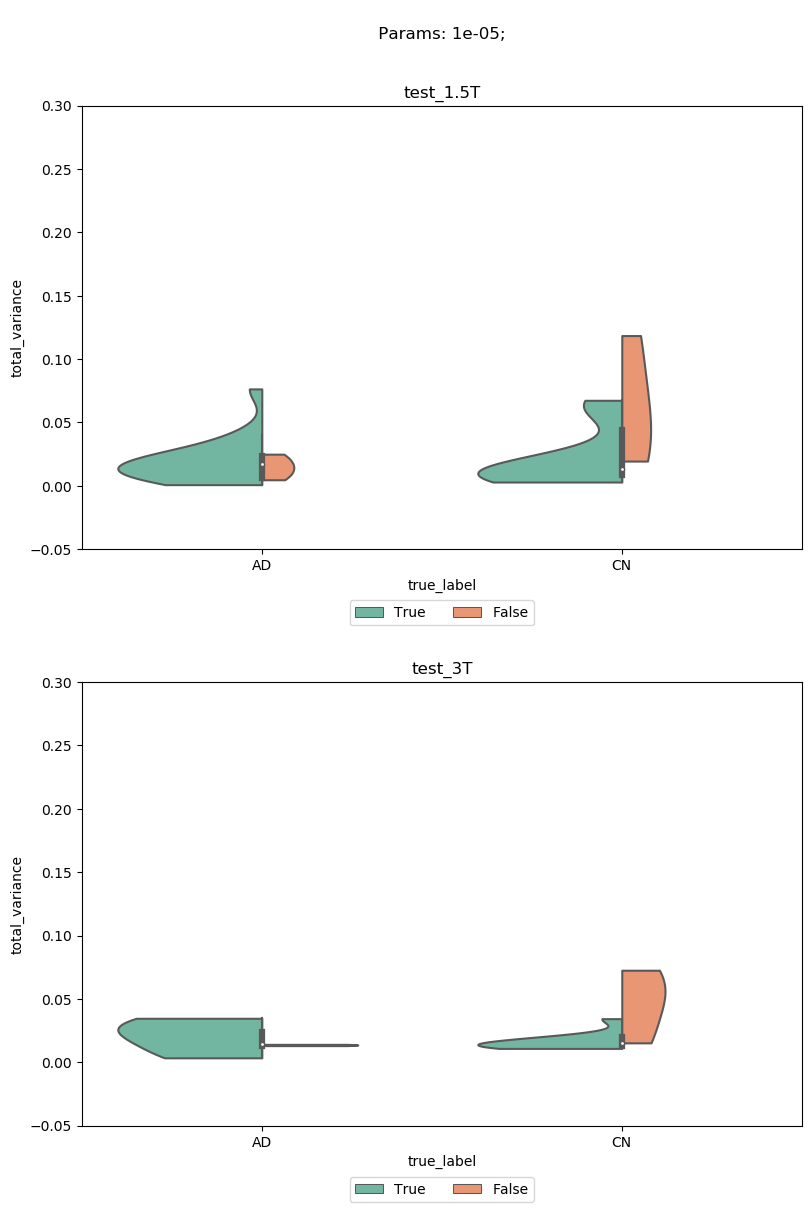 Params: 1e-05;
test_1.5T
0.30
0.25
0.20
0.15
0.10
0.05
0.00
−0.05
total_variance
AD CN
true_label
True False
test_3T
0.30
0.25
0.20
0.15
0.10
0.05
0.00
−0.05
total_variance
AD CN
true_label
True False